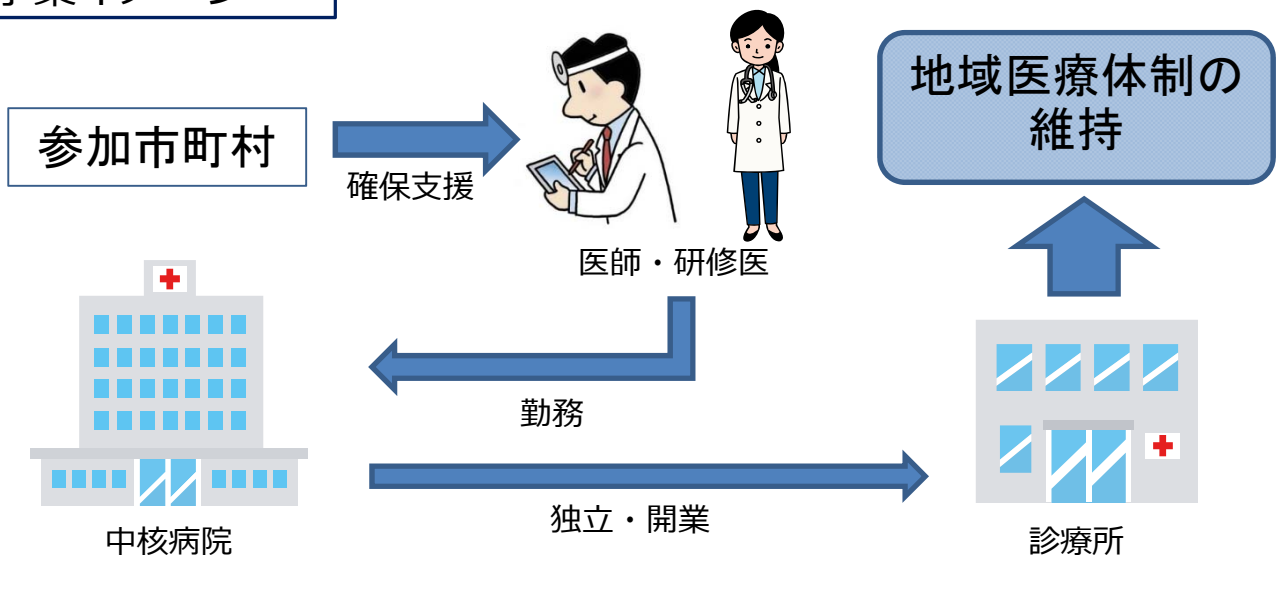 参加市町村
確保支援
医師・研修医
地域医療体制の
維持
勤務
独立・開業
中核病院
診療所